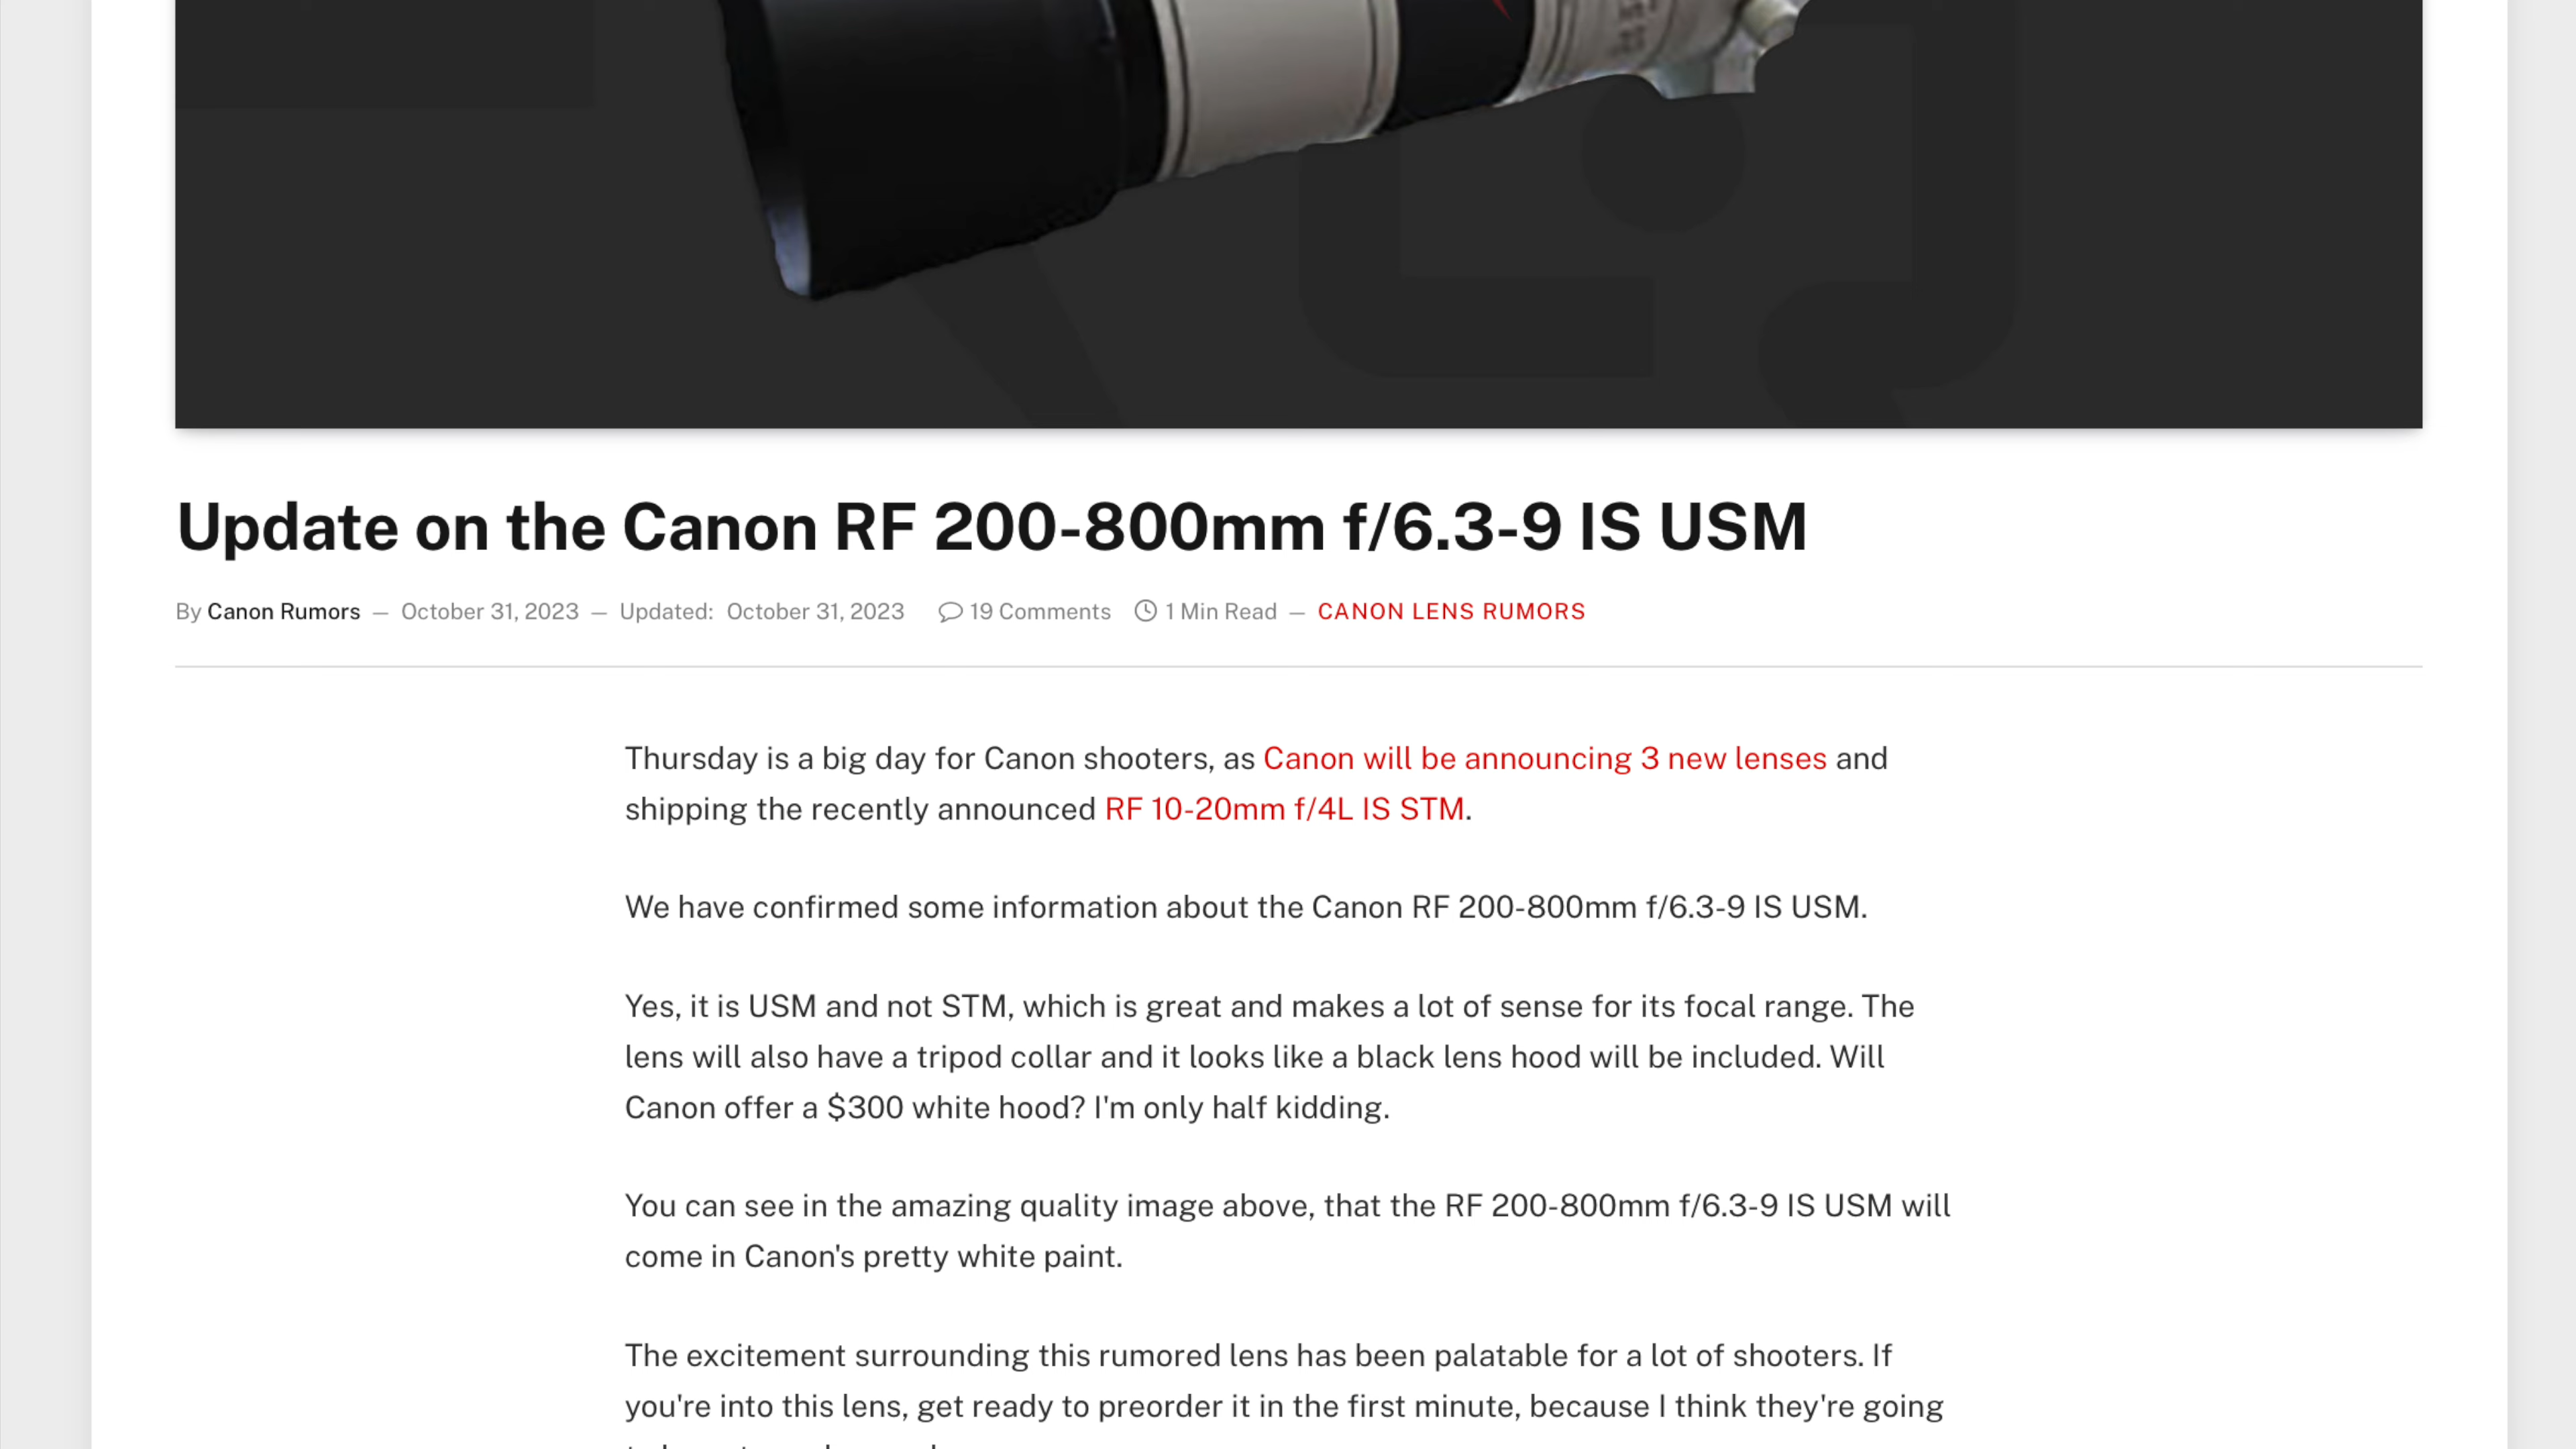 Update on the Canon RF 200-800mm f/6.3-9 IS USM
By Canon Rumors — October 31, 2023 — Updated: October 31, 2023 19 Comments 1 Min Read — CANON LENS RUMORS
Thursday is a big day for Canon shooters, as Canon will be announcing 3 new lenses and
shipping the recently announced RF 10-20mm f/4L IS STM.
We have confirmed some information about the Canon RF 200-800mm f/6.3-9 IS USM.
Yes, it is USM and not STM, which is great and makes a lot of sense for its focal range. The
lens will also have a tripod collar and it looks like a black lens hood will be included. Will
Canon offer a $300 white hood? I'm only half kidding.
You can see in the amazing quality image above, that the RF 200-800mm f/6.3-9 IS USM will
come in Canon's pretty white paint.
The excitement surrounding this rumored lens has been palatable for a lot of shooters. If
you're into this lens, get ready to preorder it in the first minute, because I think they're going